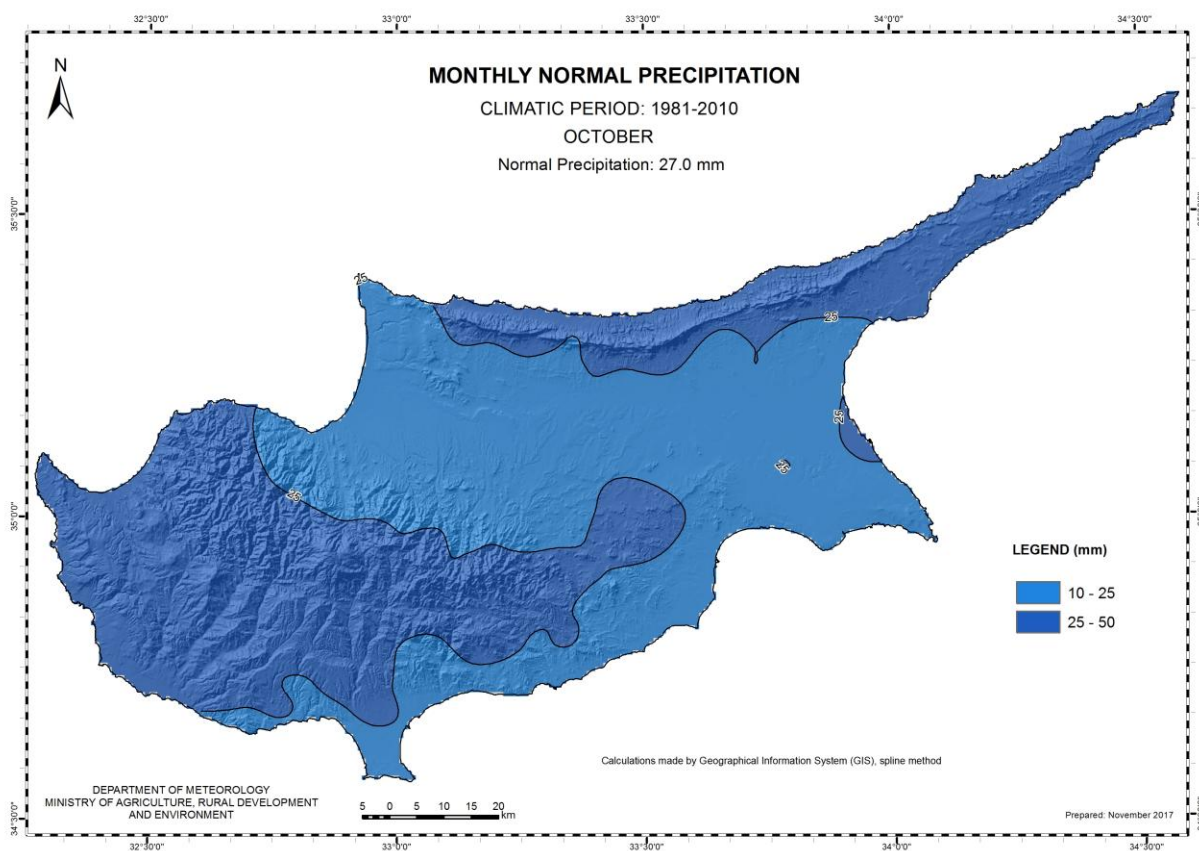 32°30'0" 33°0'0" 33°30'0" 34°0'0" 34°30'0"
N
MONTHLY NORMAL PRECIPITATION
CLIMATIC PERIOD: 1981-2010
OCTOBER
Normal Precipitation: 27.0 mm
25
25
25
25
25
35°0'0"
34°30'0"
LEGEND (mm)
10 - 25
25 - 50
Calculations made by Geographical Information System (GIS), spline method
DEPARTMENT OF METEOROLOGY
MINISTRY OF AGRICULTURE, RURAL DEVELOPMENT
AND ENVIRONMENT
5 0 5 10 15 20
km
Prepared: November 2017
32°30'0" 33°0'0" 33°30'0" 34°0'0" 34°30'0"